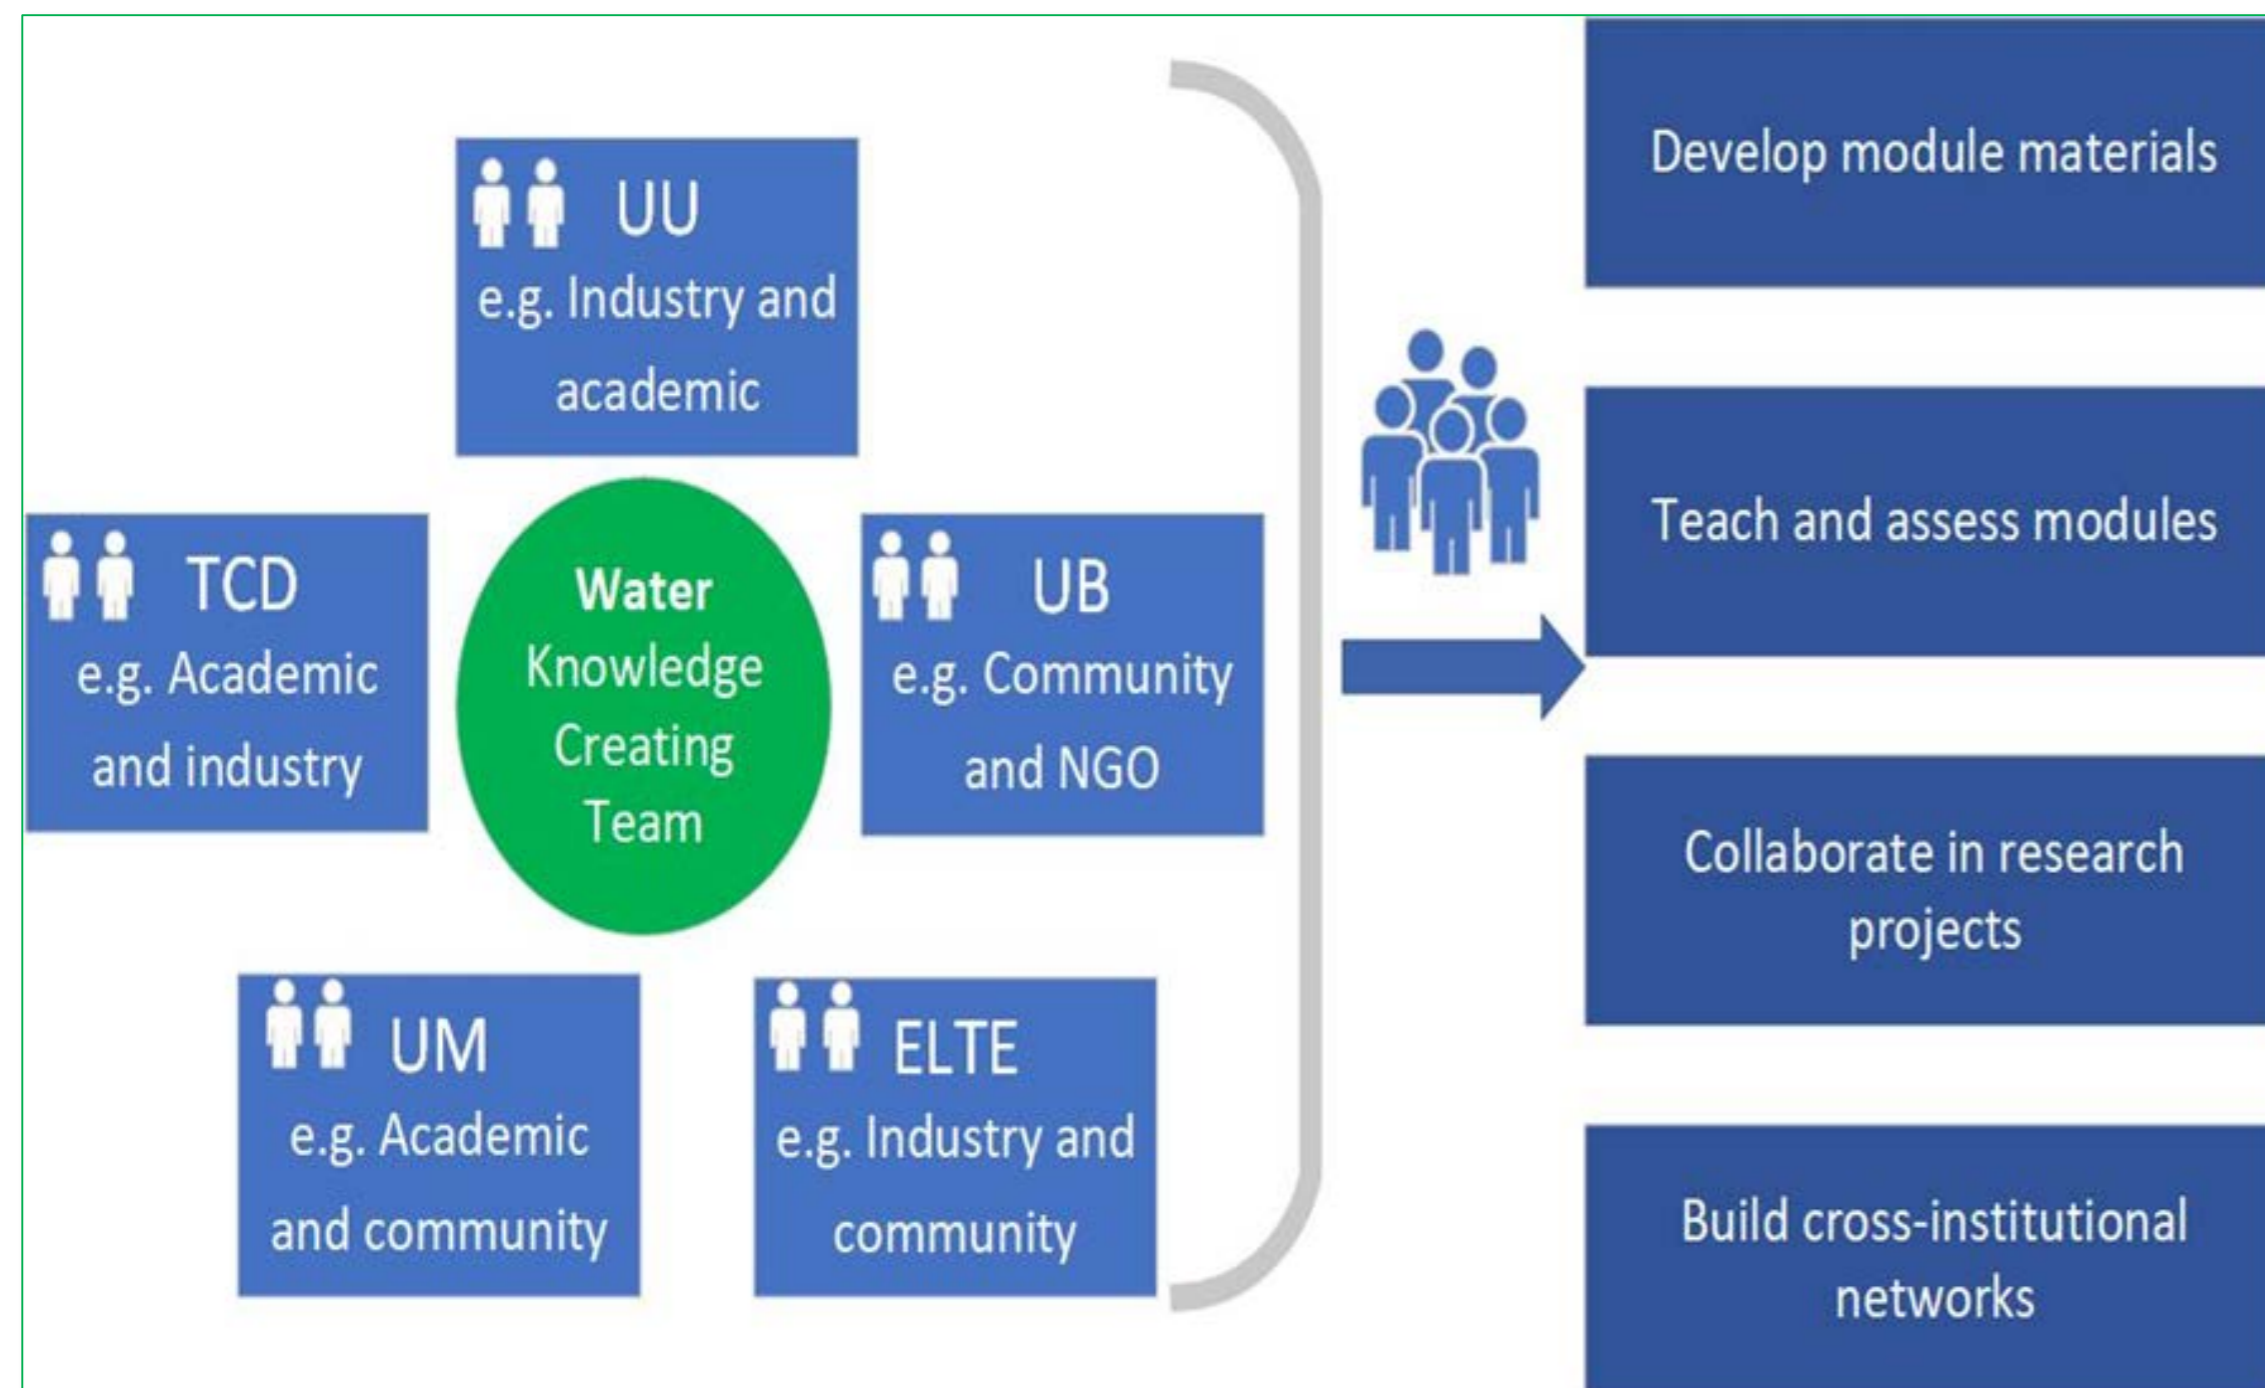 UU
e.g. Industry and
academic
TCD
e.g. Academic
and industry
Water
Knowledge
Creating
Team
UB
e.g. Community
and NGO
UM
e.g. Academic
and community
ELTE
e.g. Industry and
community
Develop module materials
Teach and assess modules
Collaborate in research
projects
Build cross-institutional
networks